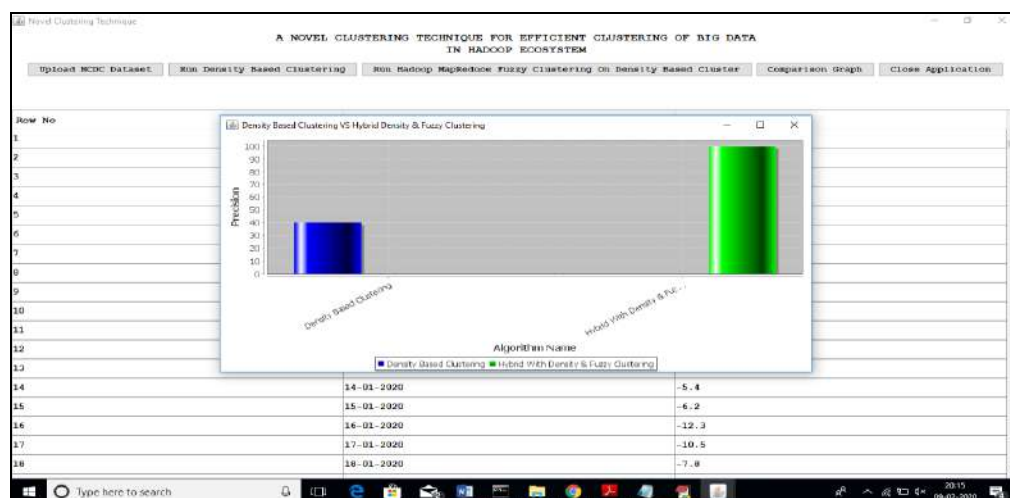 Novel Clustering Technique
A NOVEL CLUSTERING TECHNIQUE FOR EFFICIENT CLUSTERING OF BIG DATA
IN HADOOP ECOSYSTEM
Upload NCDC Dataset Run Density Based Clustering Run Hadoop MapReduce Fuzzy Clustering On Density Based Cluster Comparison Graph Close Application
Row No
1
2
3
4
5
6
7
8
9
10
11
12
13
Density Based Clustering VS Hybrid Density & Fuzzy Clustering
Precision
100
90
80
70
60
50
40
30
20
10
0
Density Based Clustering
Hybrid With Density & Fuz...
Algorithm Name
Density Based Clustering Hybrid With Density & Fuzzy Clustering
14 14-01-2020 -5.4
15 15-01-2020 -6.2
16 16-01-2020 -12.3
17 17-01-2020 -10.5
18 18-01-2020 -7.8
Type here to search
20:15
09-02-2020